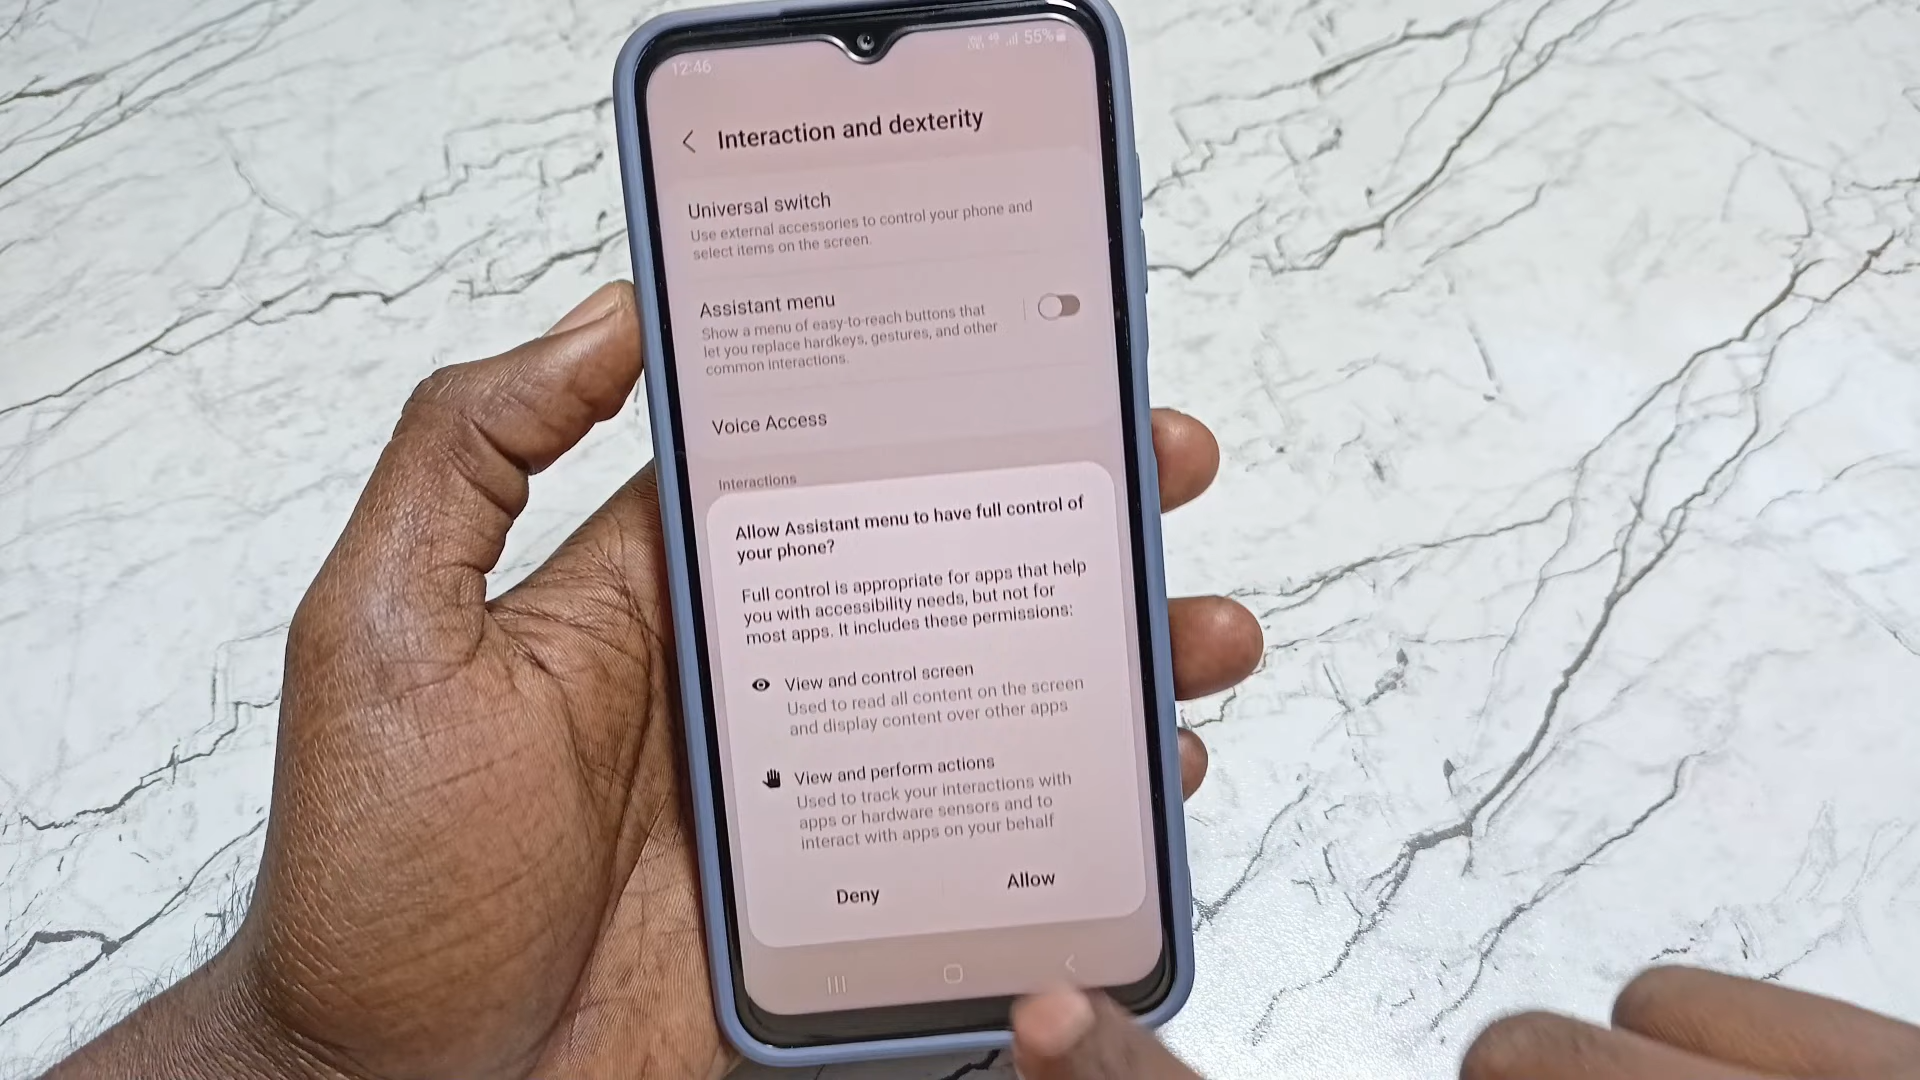 12:46
55%
Interaction and dexterity
Universal switch
Use external accessories to control your phone and
select items on the screen.
Assistant menu
Show a menu of easy-to-reach buttons that
let you replace hardkeys, gestures, and other
common interactions.
Voice Access
Interactions
Allow Assistant menu to have full control of
your phone?
Full control is appropriate for apps that help
you with accessibility needs, but not for
most apps. It includes these permissions:
View and control screen
Used to read all content on the screen
and display content over other apps
View and perform actions
Used to track your interactions with
apps or hardware sensors and to
interact with apps on your behalf
Deny
Allow